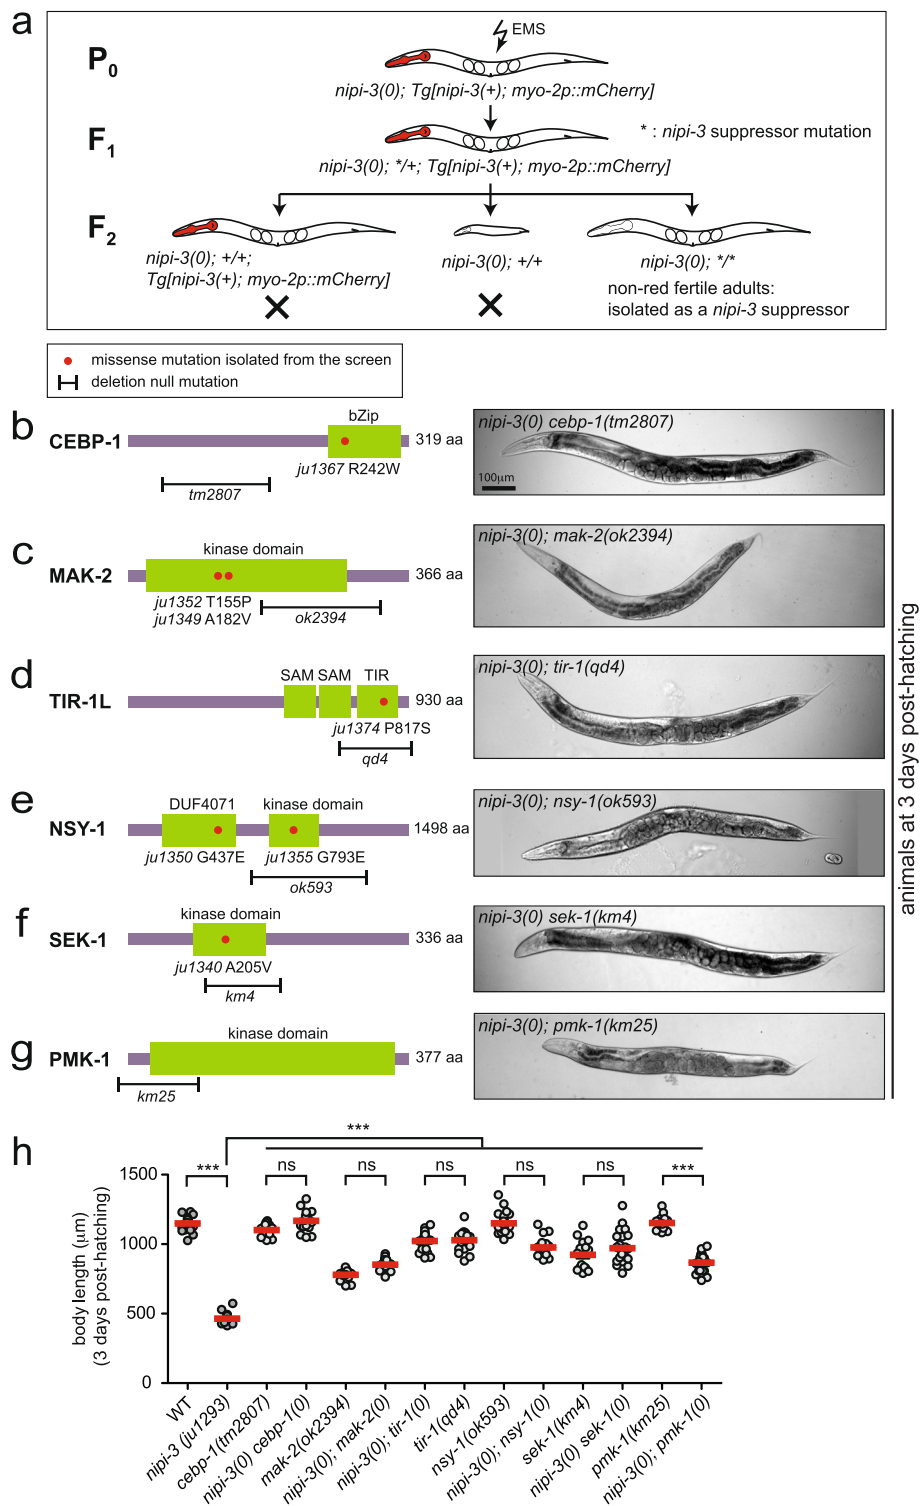 a
EMS
P0
nipi-3(0); Tg[nipi-3(+); myo-2p::mCherry]
F1
* : nipi-3 suppressor mutation
nipi-3(0); */+; Tg[nipi-3(+); myo-2p::mCherry]
F2
nipi-3(0); +/+;
Tg[nipi-3(+); myo-2p::mCherry]
nipi-3(0); +/+
nipi-3(0); */*
non-red fertile adults:
isolated as a nipi-3 suppressor
missense mutation isolated from the screen
deletion null mutation
b
CEBP-1
bZip
319 aa
ju1367 R242W
tm2807
nipi-3(0) cebp-1(tm2807)
100μm
c
MAK-2
kinase domain
366 aa
ju1352 T155P
ju1349 A182V
ok2394
nipi-3(0); mak-2(ok2394)
d
TIR-1L
SAM SAM TIR
930 aa
ju1374 P817S
qd4
nipi-3(0); tir-1(qd4)
e
NSY-1
DUF4071
kinase domain
1498 aa
ju1350 G437E
ju1355 G793E
ok593
nipi-3(0); nsy-1(ok593)
f
SEK-1
kinase domain
336 aa
ju1340 A205V
km4
nipi-3(0) sek-1(km4)
g
PMK-1
kinase domain
377 aa
km25
nipi-3(0); pmk-1(km25)
animals at 3 days post-hatching
h
***
*** ns ns ns ns ns ***
body length (μm)
(3 days post-hatching)
1500
1000
500
0
WT
nipi-3 (ju1293)
cebp-1(tm2807)
nipi-3(0) cebp-1(0)
mak-2(ok2394)
nipi-3(0); mak-2(0)
nipi-3(0); tir-1(0)
tir-1(qd4)
nsy-1(ok593)
nipi-3(0); nsy-1(0)
sek-1(km4)
nipi-3(0) sek-1(0)
pmk-1(km25)
nipi-3(0); pmk-1(0)